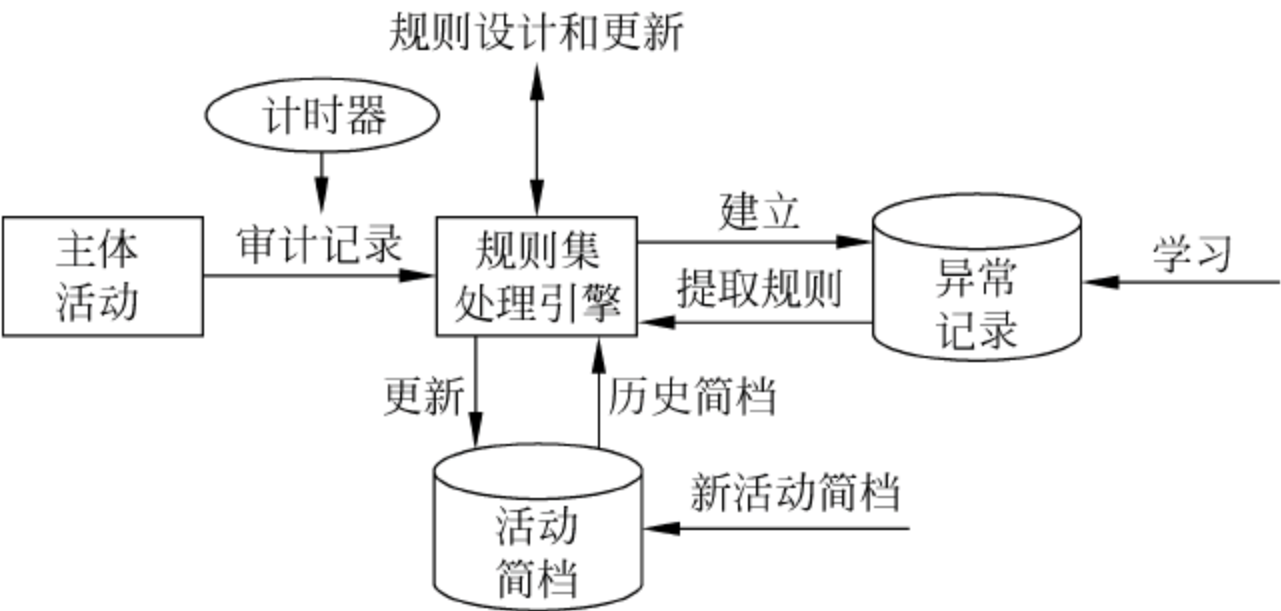 规则设计和更新
计时器
主体
活动
审计记录
规则集
处理引擎
建立
提取规则
异常
记录
学习
更新
历史简档
活动
简档
新活动简档